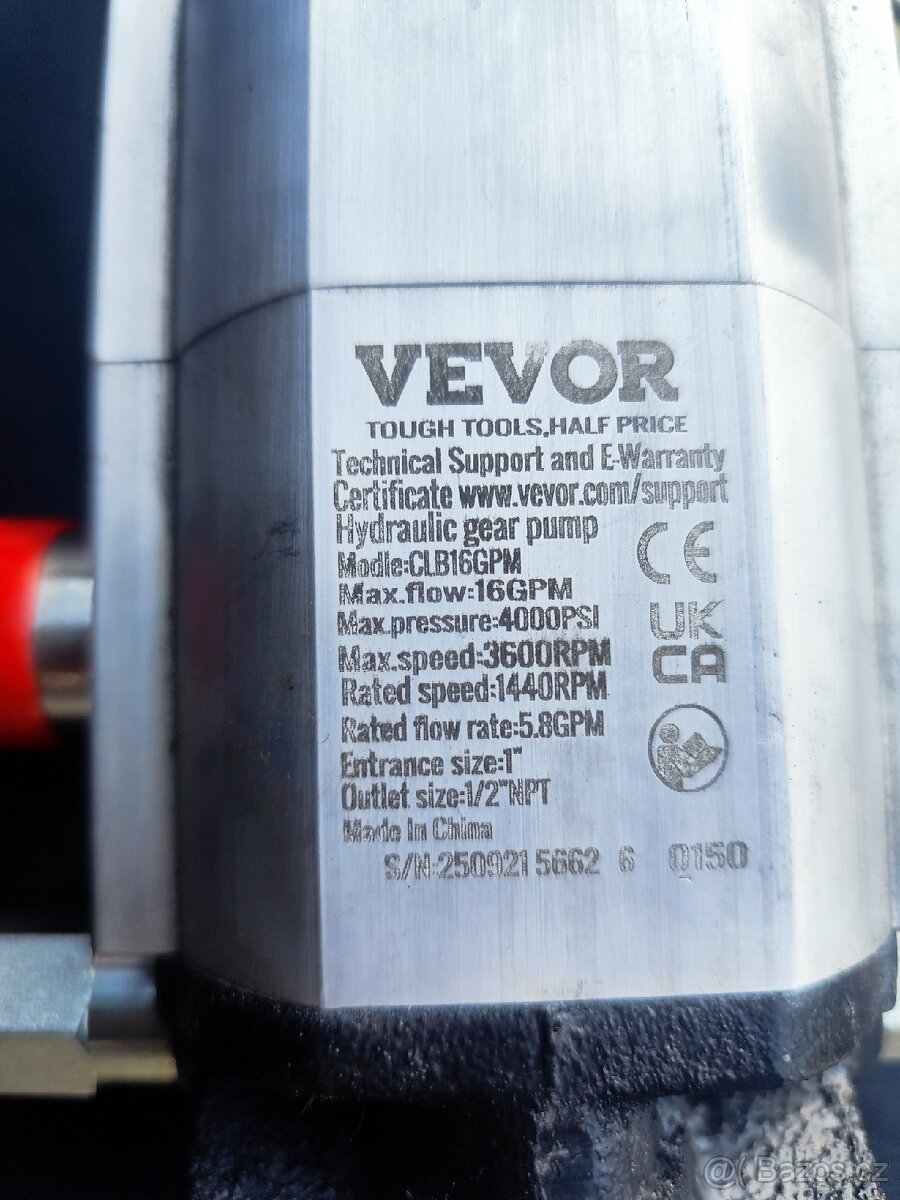 VEVOR
TOUGH TOOLS,HALF PRICE
Technical Support and E-Warranty
Certificate www.vevor.com/support
Hydraulic gear pump
Modle:CLB16GPM
Max.flow:16GPM
Max.pressure:4000PSI
Max.speed:3600RPM
Rated speed:1440RPM
Rated flow rate:5.8GPM
Entrance size:1"
Outlet size:1/2"NPT
Made In China
S/N:250921 5662 6 Q150
CE
UK
CA
@ Bazos.cz